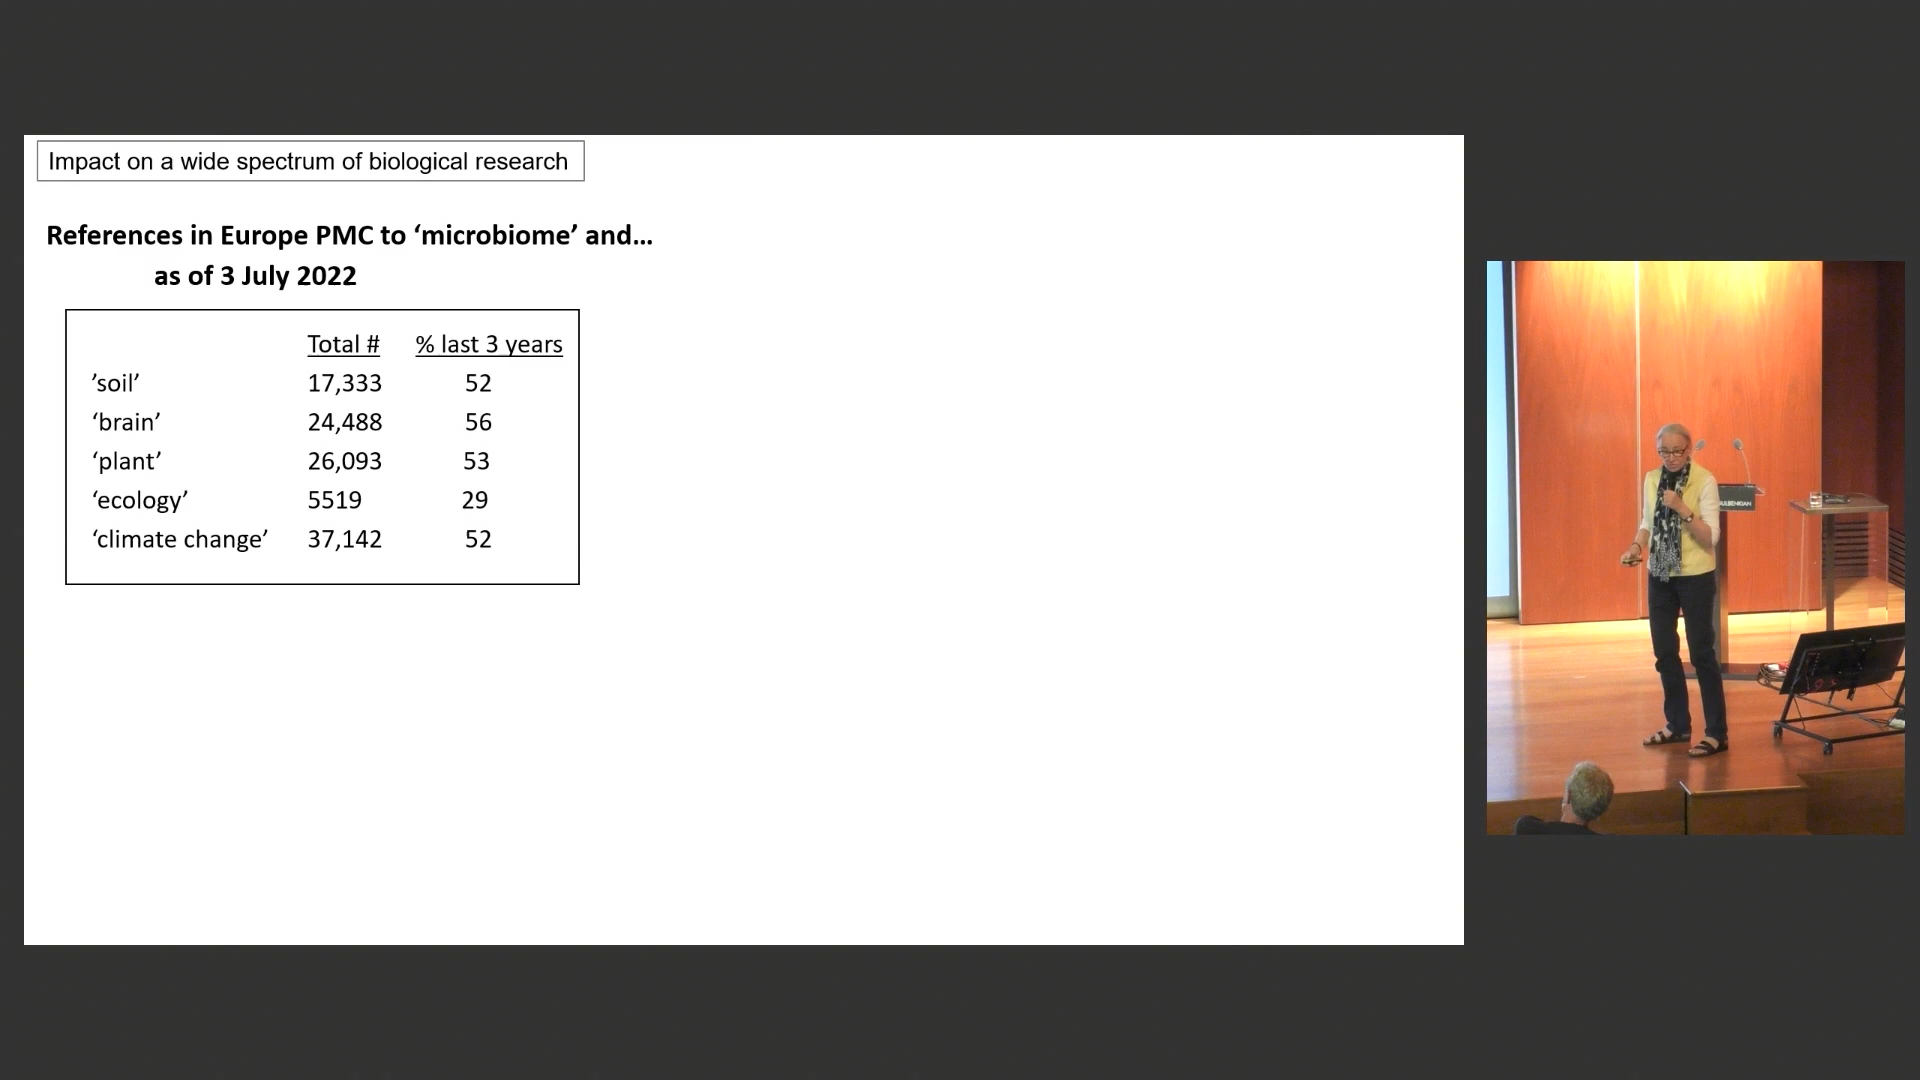 Impact on a wide spectrum of biological research
References in Europe PMC to ‘microbiome’ and...
as of 3 July 2022
Total # % last 3 years
’soil’ 17,333 52
‘brain’ 24,488 56
‘plant’ 26,093 53
‘ecology’ 5519 29
‘climate change’ 37,142 52